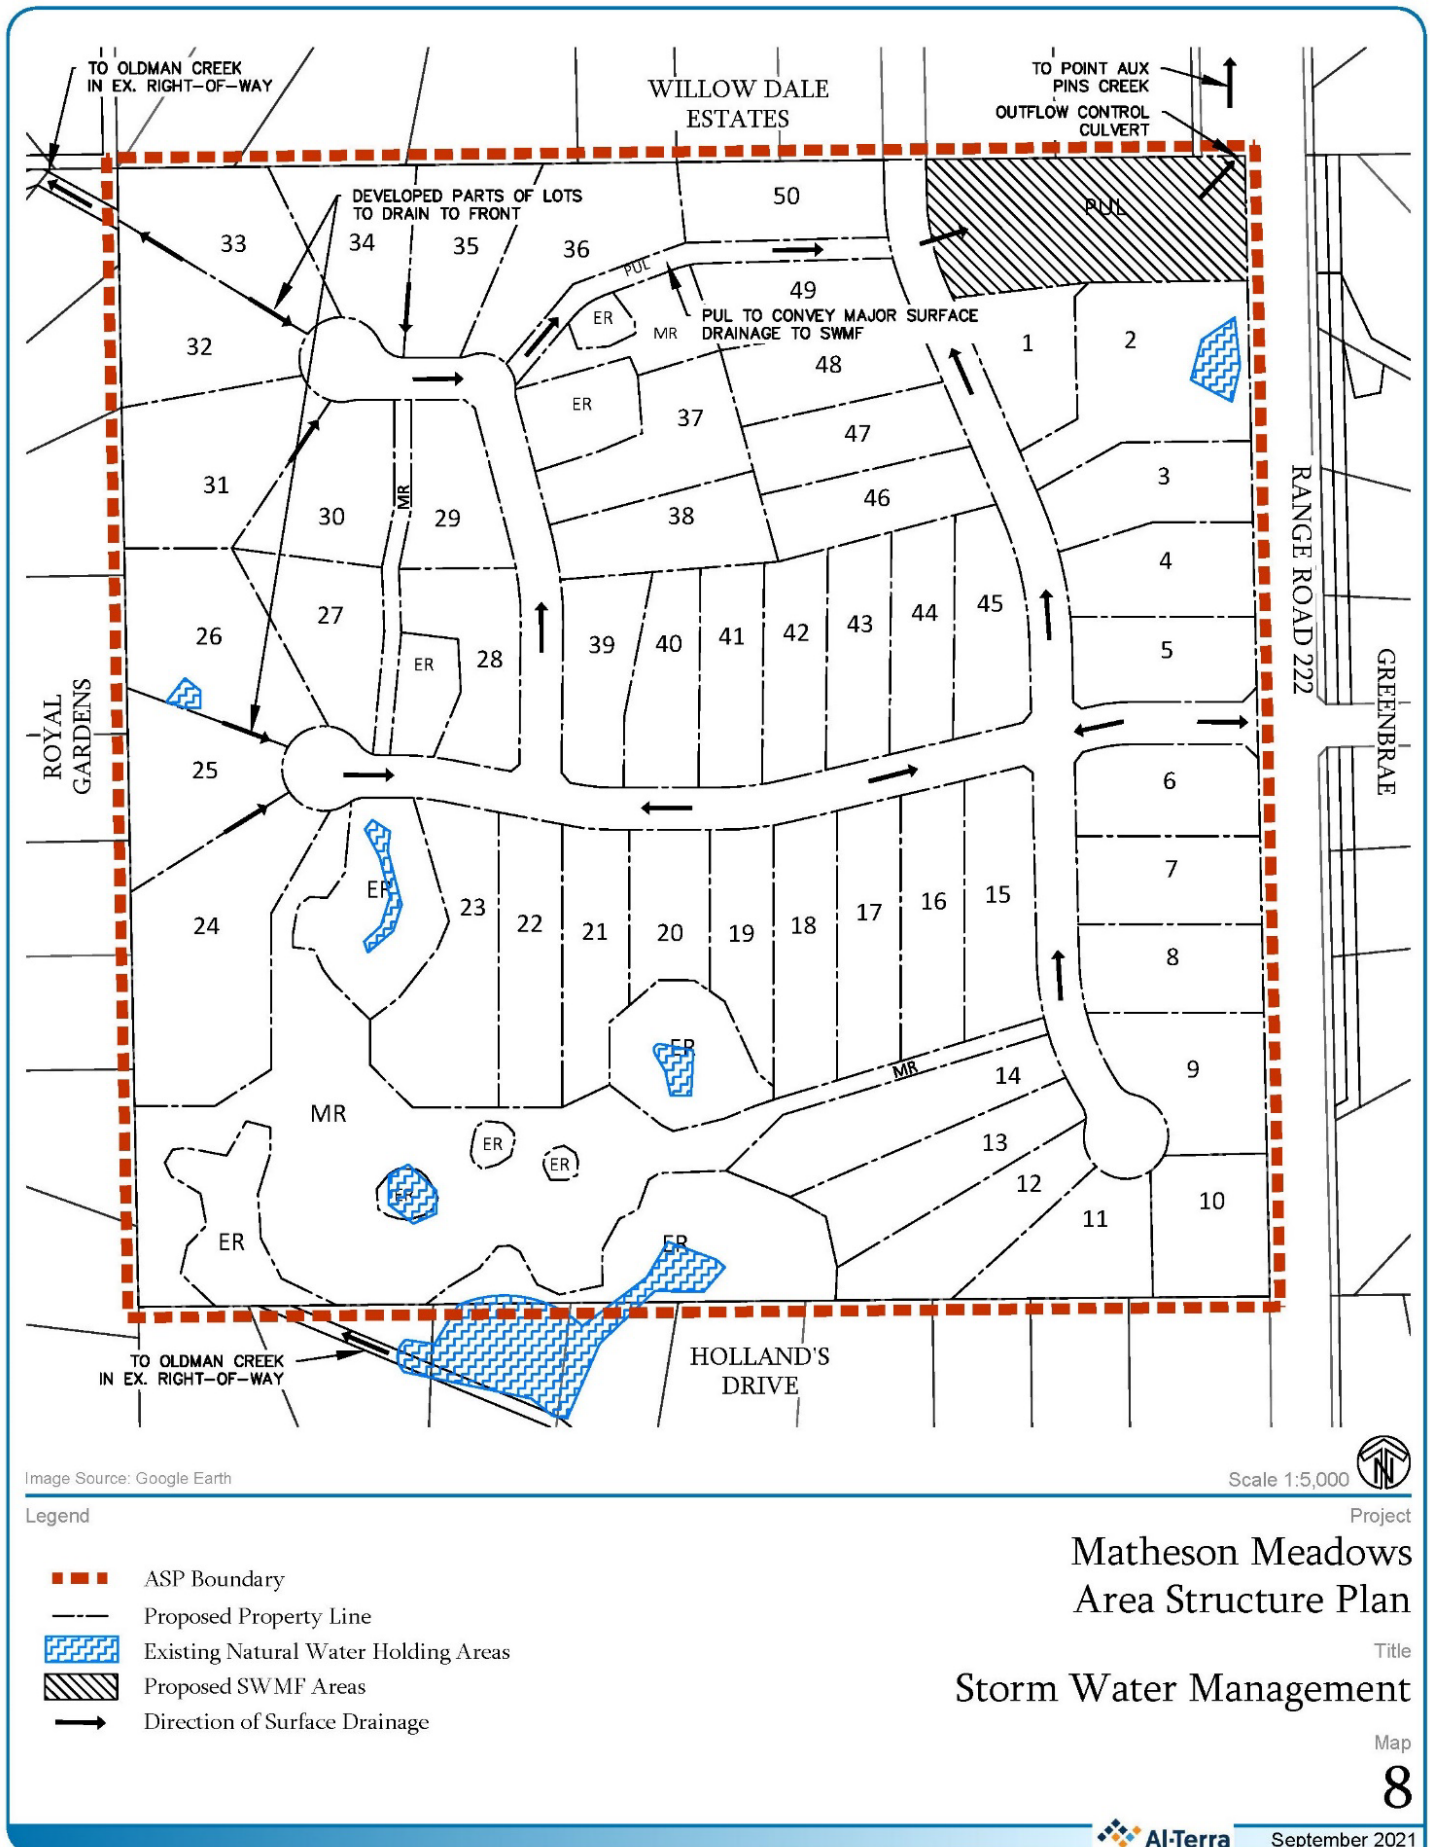 TO OLDMAN CREEK
IN EX. RIGHT-OF-WAY
WILLOW DALE
ESTATES
TO POINT AUX
PINS CREEK
OUTFLOW CONTROL
CULVERT
DEVELOPED PARTS OF LOTS
TO DRAIN TO FRONT
50
PUL
33
34
35
36
PUL
49
ER
MR
PUL TO CONVEY MAJOR SURFACE
DRAINAGE TO SWMF
32
1
2
48
ER
37
47
31
MR
30
29
38
46
3
4
RANGE ROAD 222
26
27
ER
28
39
40
41
42
43
44
45
5
ROYAL
GARDENS
GREENBRAE
25
6
7
ER
24
23
22
21
20
19
18
17
16
15
8
ER
MR
14
9
MR
ER
ER
13
ER
12
10
11
ER
ER
TO OLDMAN CREEK
IN EX. RIGHT-OF-WAY
HOLLAND'S
DRIVE
Image Source: Google Earth
Scale 1:5,000
N
Legend
Project
Matheson Meadows
Area Structure Plan
ASP Boundary
Proposed Property Line
Existing Natural Water Holding Areas
Proposed SWMF Areas
Direction of Surface Drainage
Title
Storm Water Management
Map
8
Al-Terra
September 2021